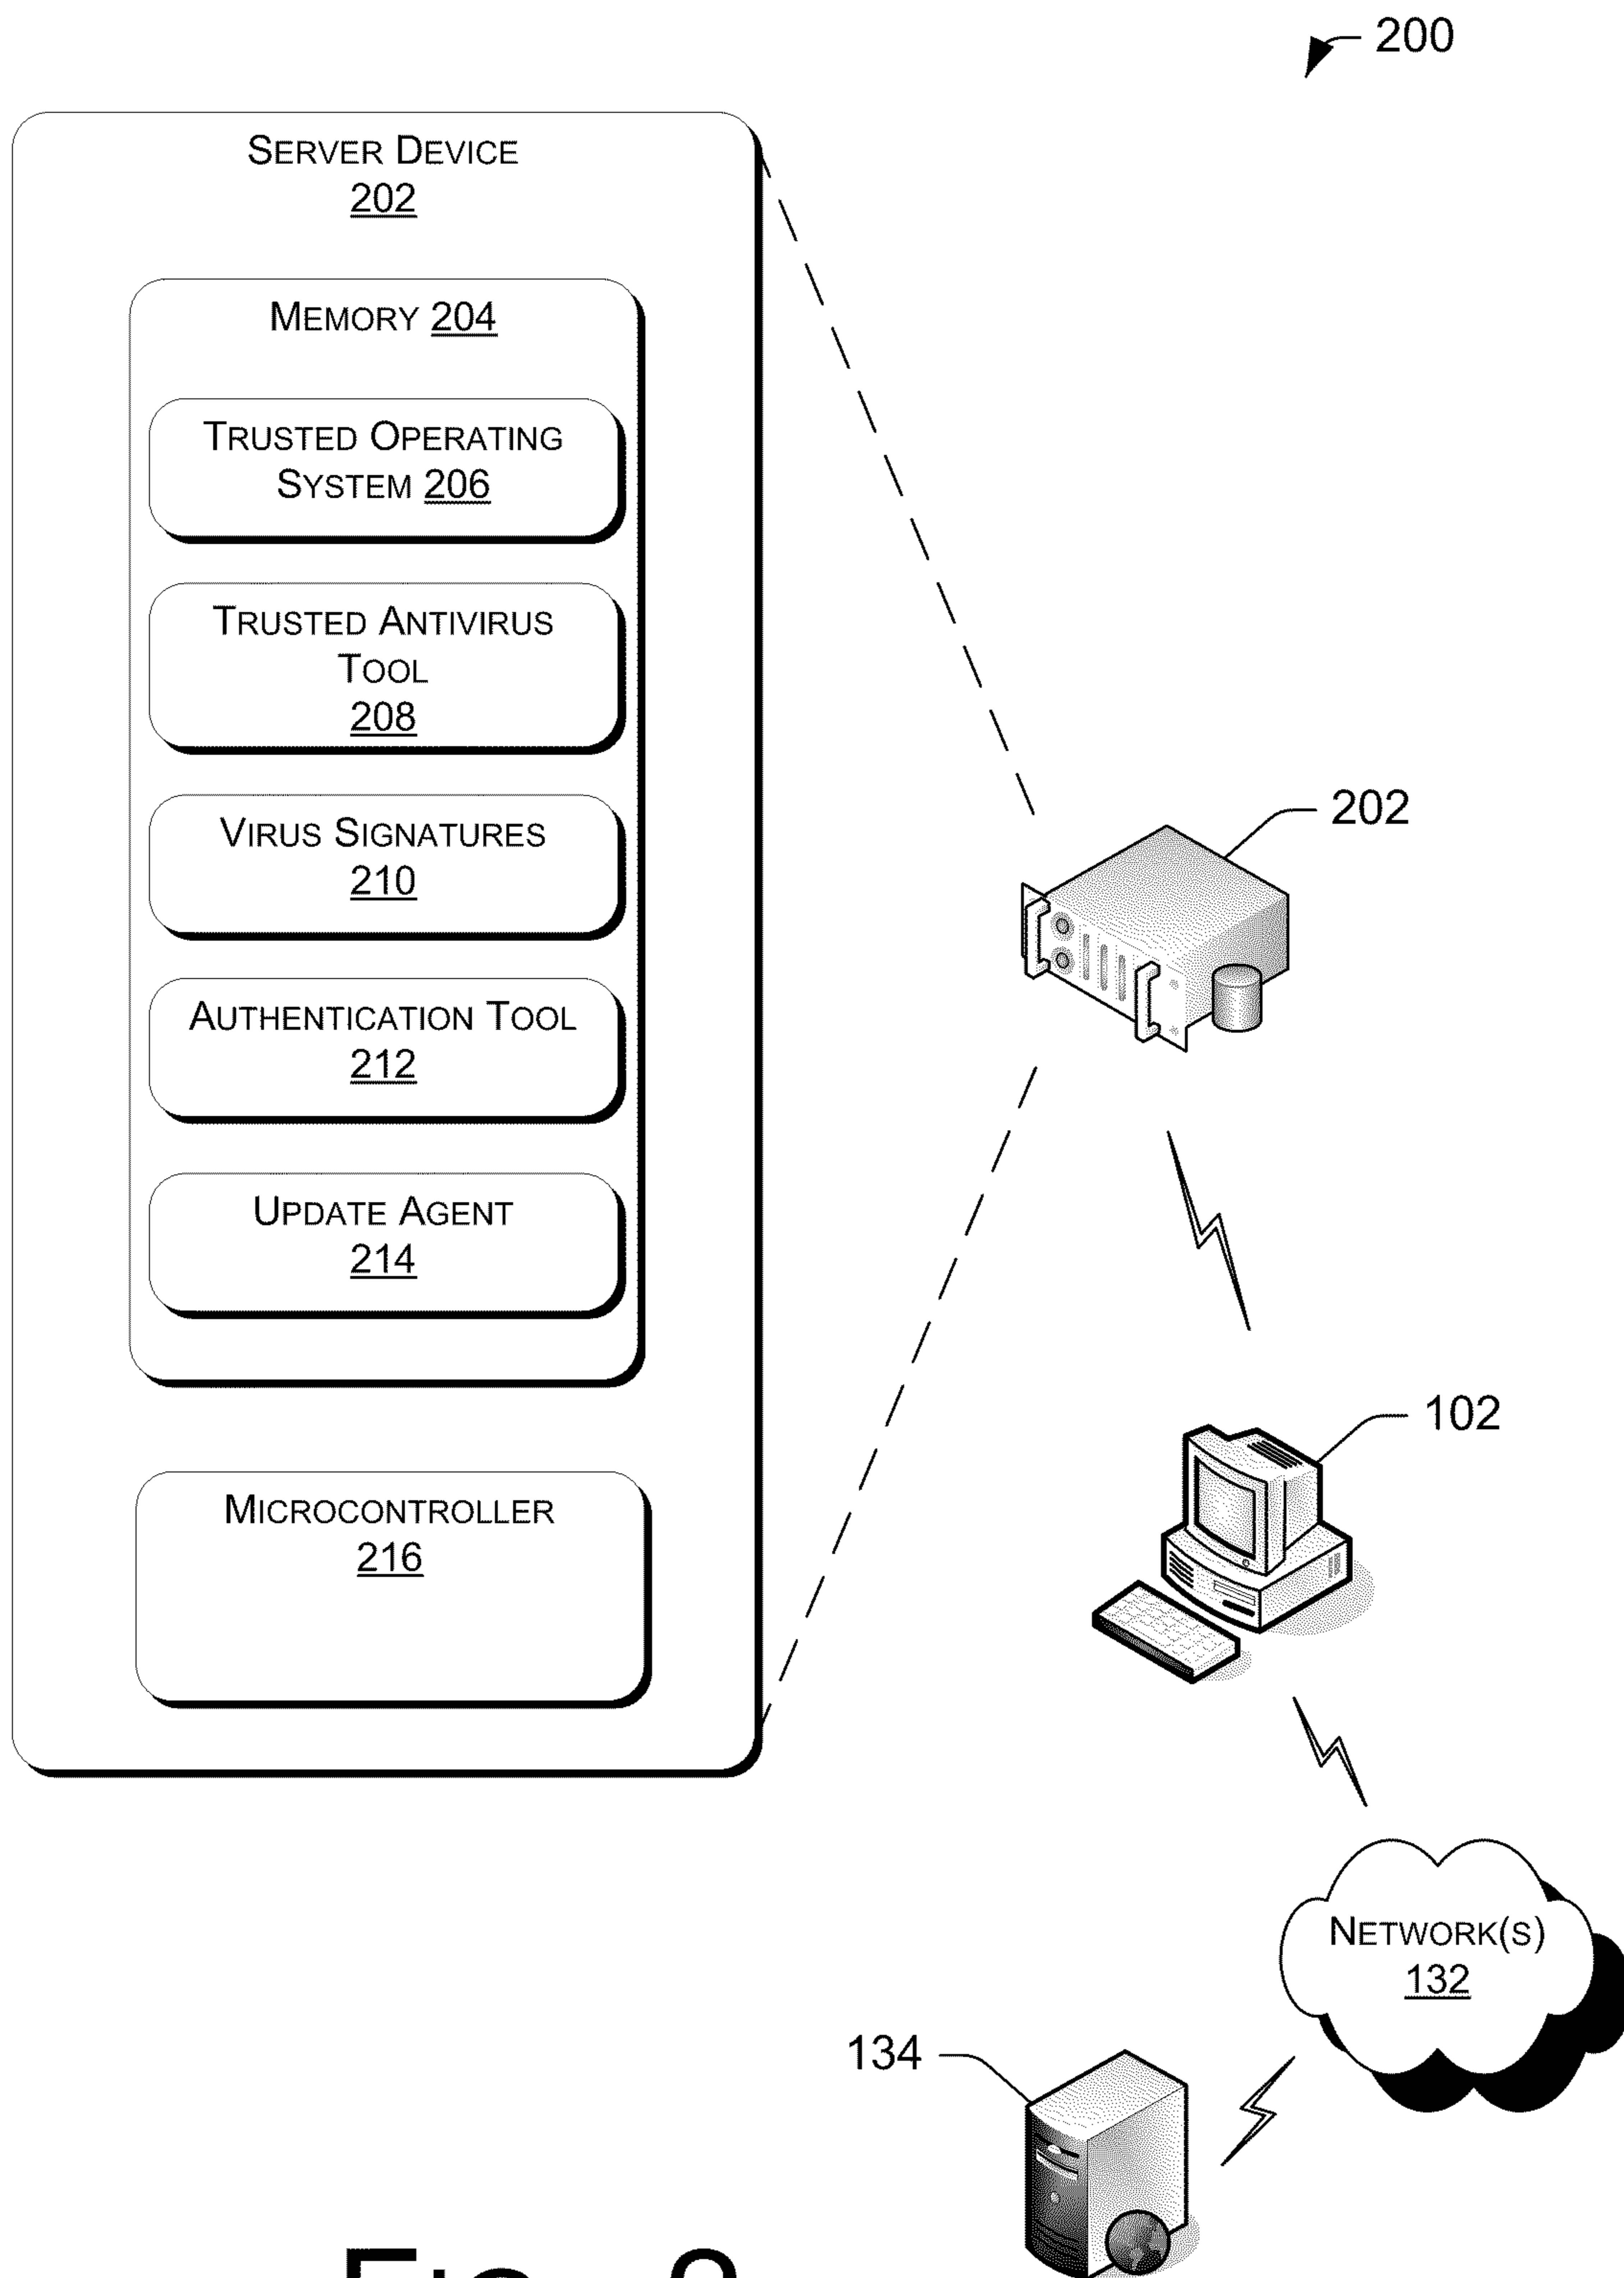 200
SERVER DEVICE
202
MEMORY 204
TRUSTED OPERATING
SYSTEM 206
TRUSTED ANTIVIRUS
TOOL
208
VIRUS SIGNATURES
210
AUTHENTICATION TOOL
212
UPDATE AGENT
214
MICROCONTROLLER
216
202
102
NETWORK(S)
132
134